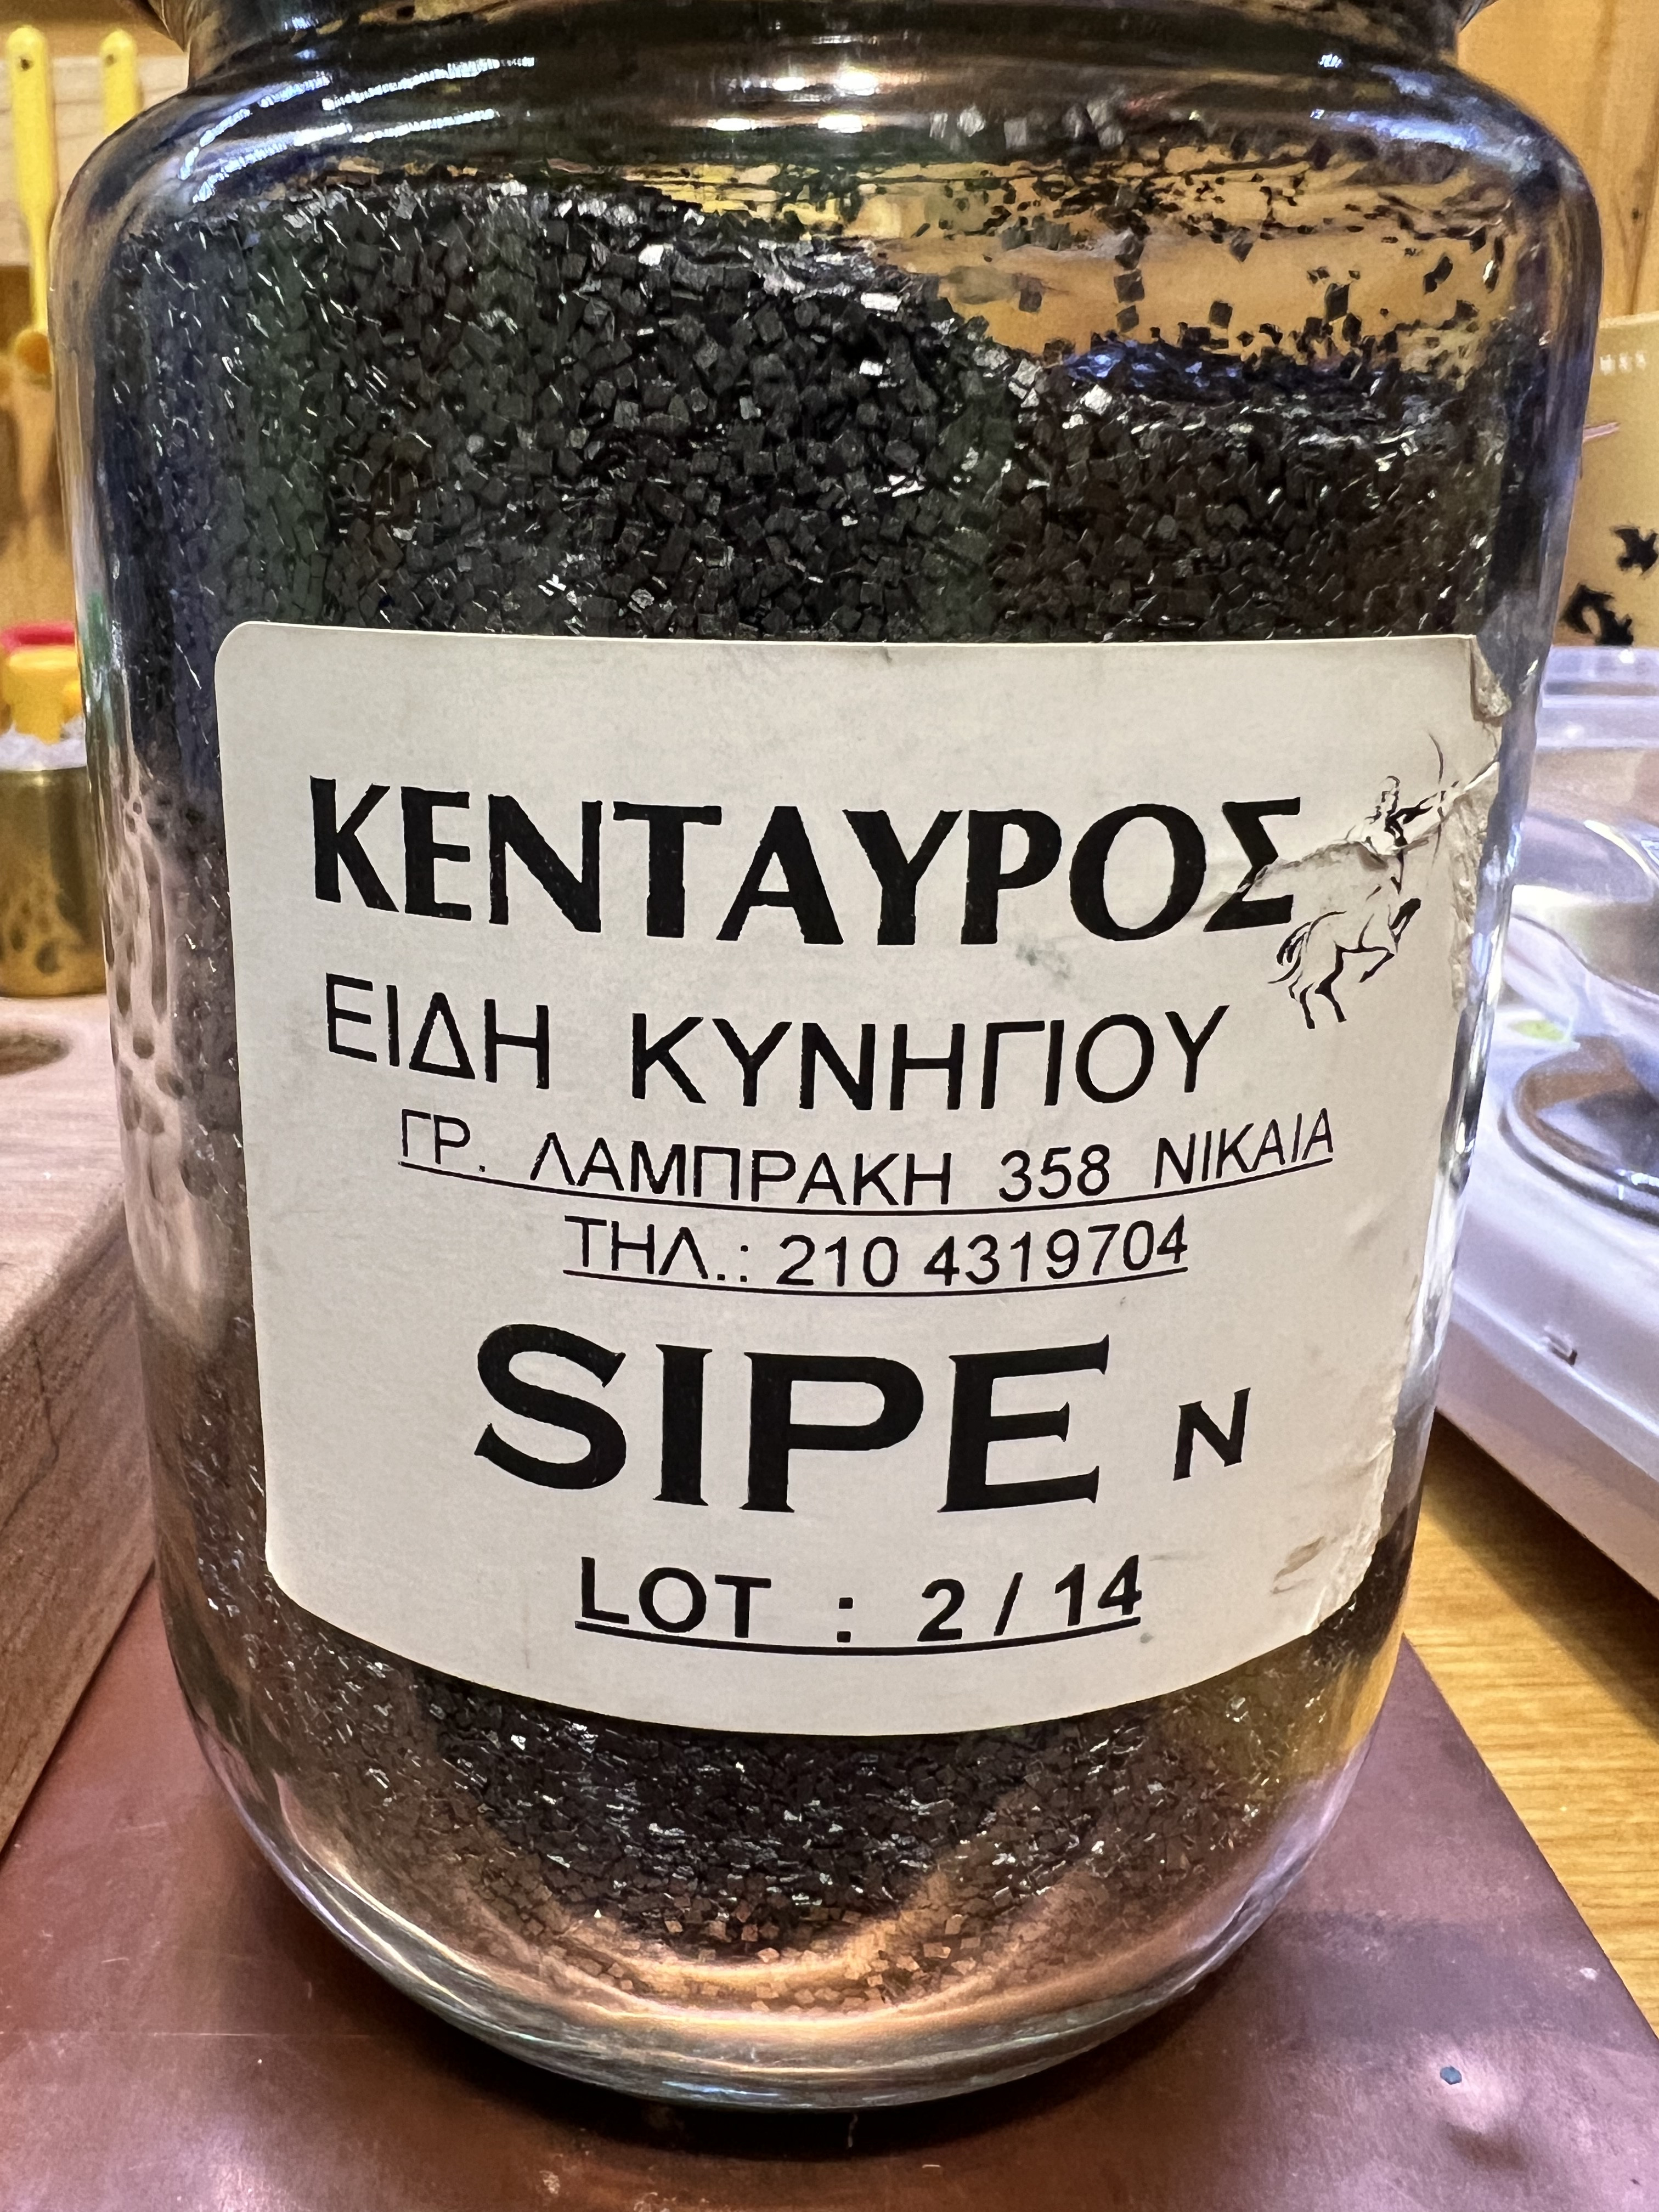 ΚΕΝΤΑΥΡΟΣ
ΕΙΔΗ ΚΥΝΗΓΙΟΥ
ΓΡ. ΛΑΜΠΡΑΚΗ 358 ΝΙΚΑΙΑ
ΤΗΛ.: 210 4319704
SIPE N
LOT : 2/14